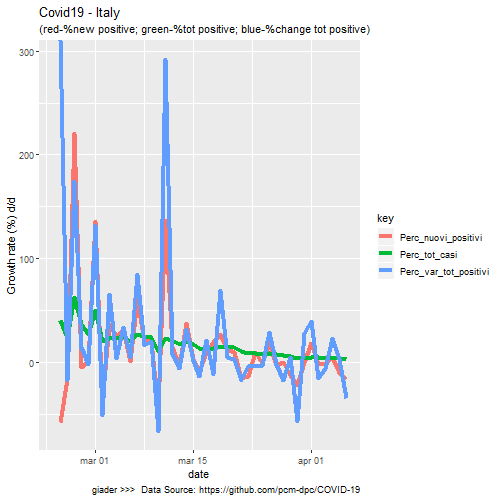 Covid19 - Italy
(red-%new positive; green-%tot positive; blue-%change tot positive)
300
200
100
0
Growth rate (%) d/d
mar 01
mar 15
apr 01
date
key
Perc_nuovi_positivi
Perc_tot_casi
Perc_var_tot_positivi
giader >>> Data Source: https://github.com/pcm-dpc/COVID-19